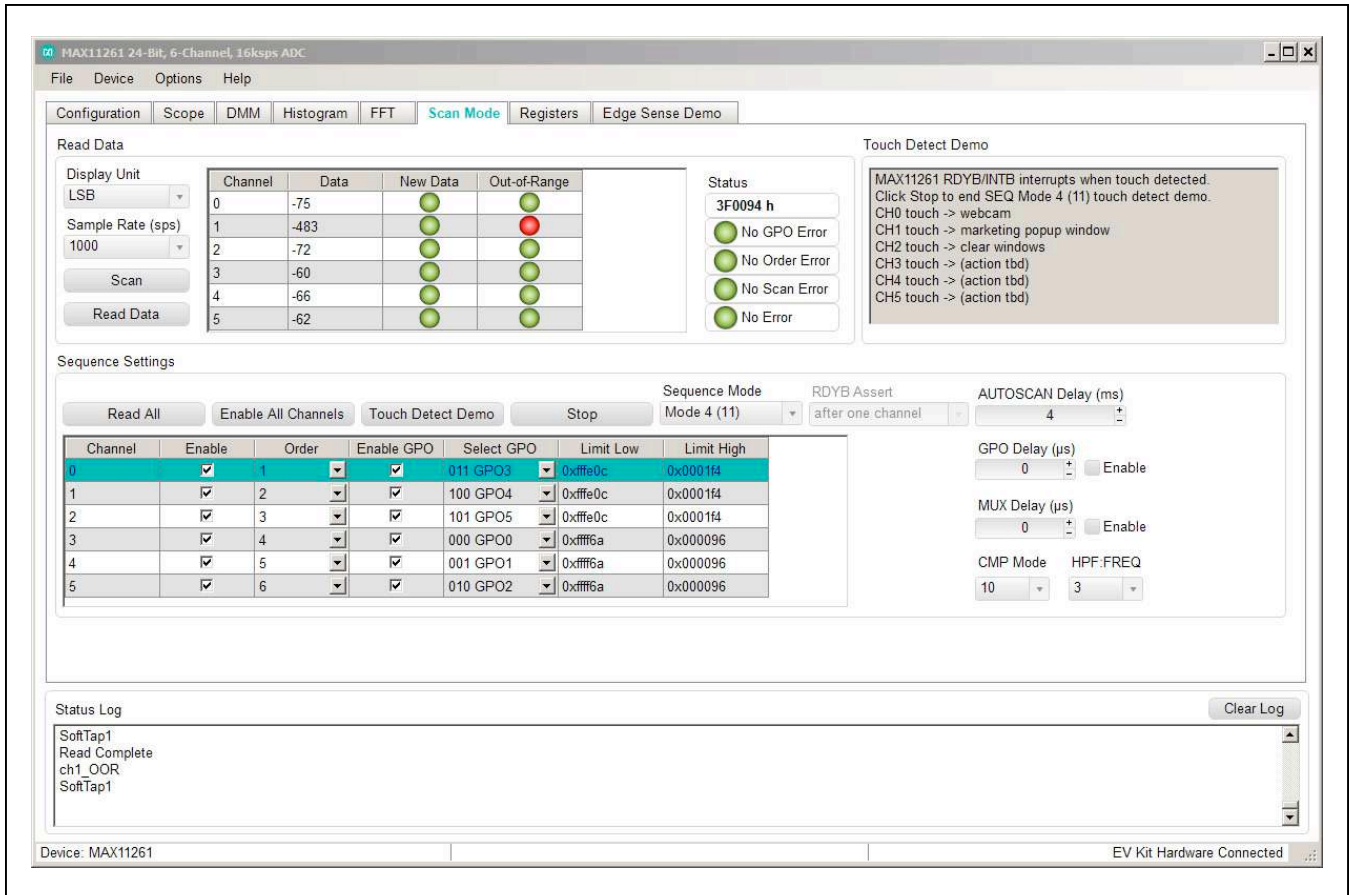 MAX11261 24-Bit, 6-Channel, 16ksps ADC
File Device Options Help
Configuration Scope DMM Histogram FFT Scan Mode Registers Edge Sense Demo
Read Data
Display Unit
LSB
Sample Rate (sps)
1000
Scan
Read Data
Channel Data New Data Out-of-Range
0 -75
1 -483
2 -72
3 -60
4 -66
5 -62
Status
3F0094 h
No GPO Error
No Order Error
No Scan Error
No Error
Touch Detect Demo
MAX11261 RDYB/INTB interrupts when touch detected.
Click Stop to end SEQ Mode 4 (11) touch detect demo.
CH0 touch -> webcam
CH1 touch -> marketing popup window
CH2 touch -> clear windows
CH3 touch -> (action tbd)
CH4 touch -> (action tbd)
CH5 touch -> (action tbd)
Sequence Settings
Read All Enable All Channels Touch Detect Demo Stop
Sequence Mode
Mode 4 (11)
RDYB Assert
after one channel
AUTOSCAN Delay (ms)
4
Channel Enable Order Enable GPO Select GPO Limit Low Limit High
0 1 011 GPO3 0xfffe0c 0x0001f4
1 2 100 GPO4 0xfffe0c 0x0001f4
2 3 101 GPO5 0xfffe0c 0x0001f4
3 4 000 GPO0 0xffff6a 0x000096
4 5 001 GPO1 0xffff6a 0x000096
5 6 010 GPO2 0xffff6a 0x000096
GPO Delay (µs)
0 Enable
MUX Delay (µs)
0 Enable
CMP Mode HPF:FREQ
10 3
Status Log
Clear Log
SoftTap1
Read Complete
ch1_OOR
SoftTap1
Device: MAX11261
EV Kit Hardware Connected